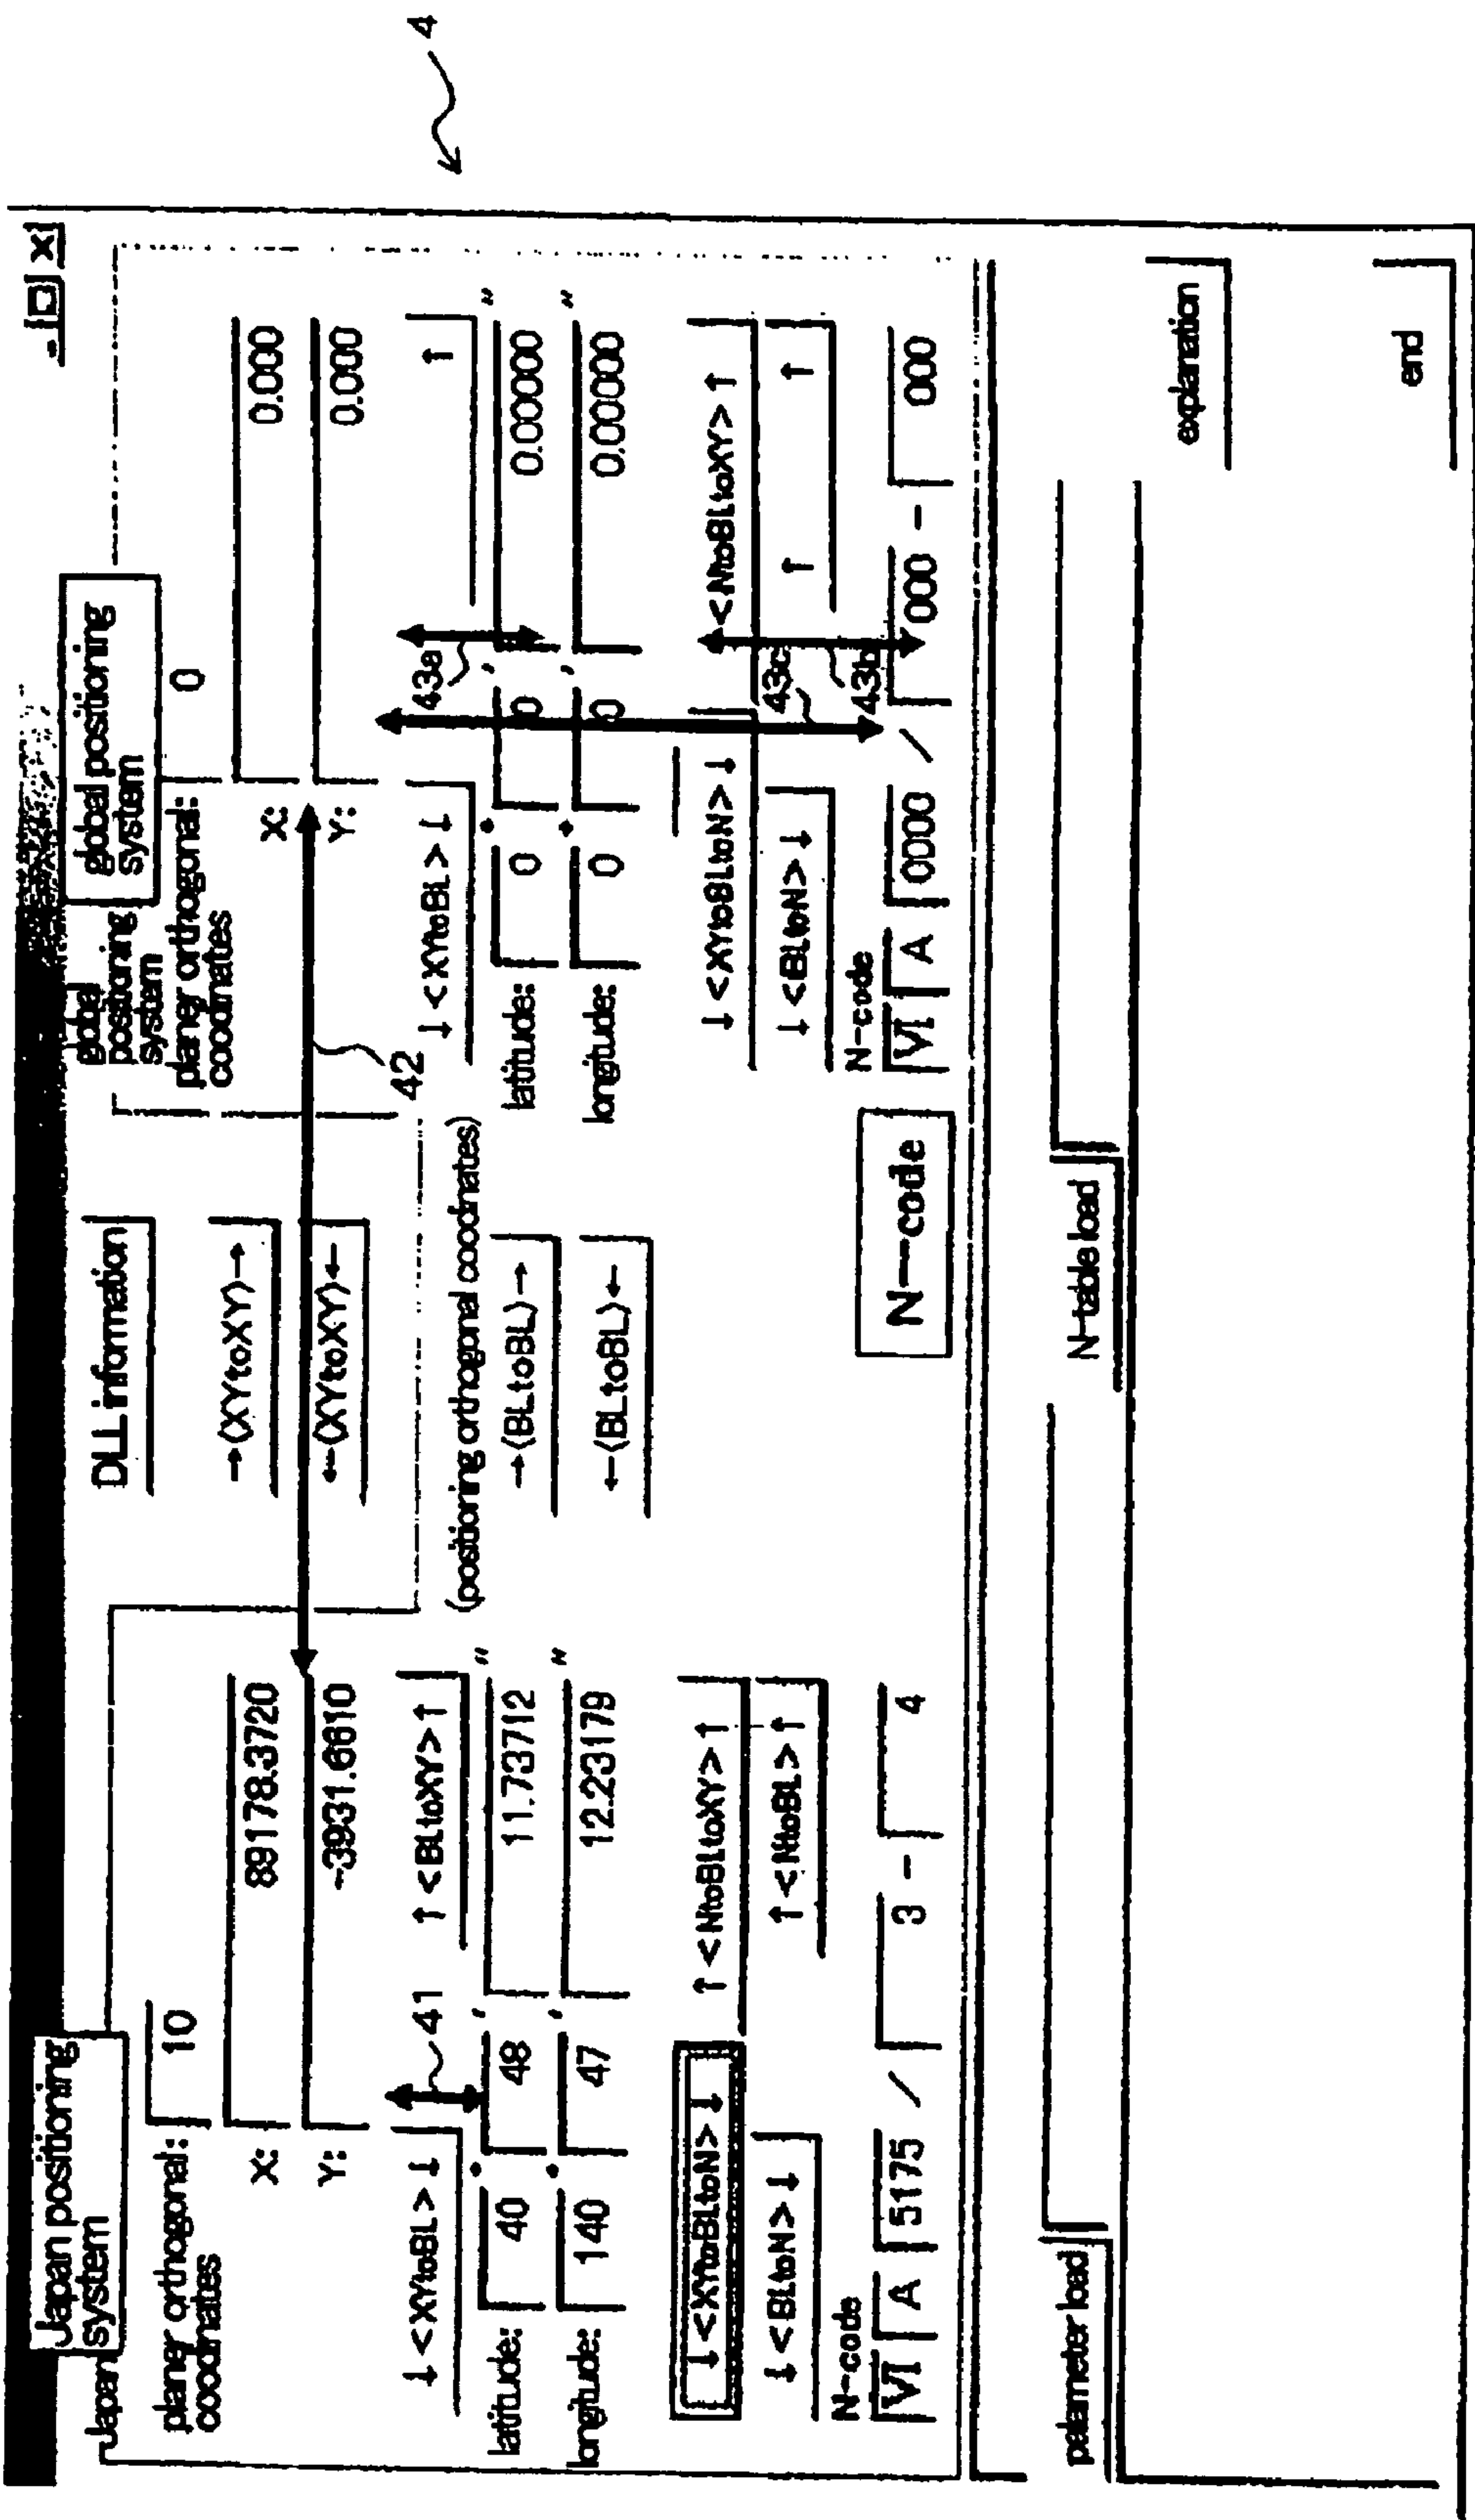 4
- □ x
Japan positioning
system
global positioning
system
Japan
global
positioning
system
planer orthogonal:
coordinates
10
X:
89178.3720
Y:
-3931.6610
DLL information
→(XYtoXY)→
←(XYtoXY)←
planer orthogonal:
coordinates
0
X:
0.000
Y:
0.000
42
↓<XYtoBL>↓
41
↑<BLtoXY>↑
latitude:
40 ° 48 ' 11.73712 "
longitude:
140 ° 47 ' 12.23179 "
(positioning orthogonal coordinates)
→(BLtoBL)→
←(BLtoBL)←
↓<XYtoBL>↓
43a
↑
latitude:
0 ° 0 ' 0.00000 "
longitude:
0 ° 0 ' 0.00000 "
↓<XYtoBLtoN>↓
↑<NtoBLtoXY>↑
↓<BLtoN>↓
↑<NtoBL>↑
N-code
VI A 5175 / 3 - 4
N-code
↓<XYtoBLtoN>↓
<NtoBLtoXY>↑
43c
↓<BLtoN>↓
↑ ↑
43b
N-code
VI A 0000 / 000 - 000
parameter load
N-table load
explanation
end